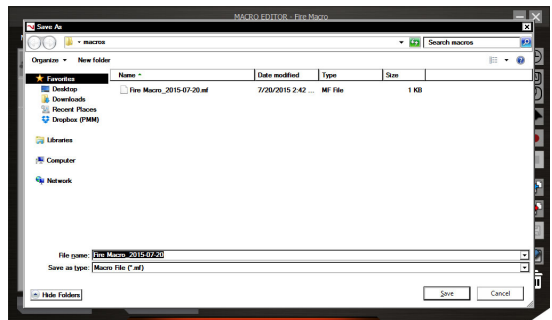 MACRO EDITOR - Fire Macro
Save As
macros
Search macros
Organize
New folder
Favorites
Desktop
Downloads
Recent Places
Dropbox (PMM)
Libraries
Computer
Network
Name
Date modified
Type
Size
Fire Macro_2015-07-20.mf
7/20/2015 2:42 ...
MF File
1 KB
File name: Fire Macro_2015-07-20
Save as type: Macro File (*.mf)
Hide Folders
Save
Cancel